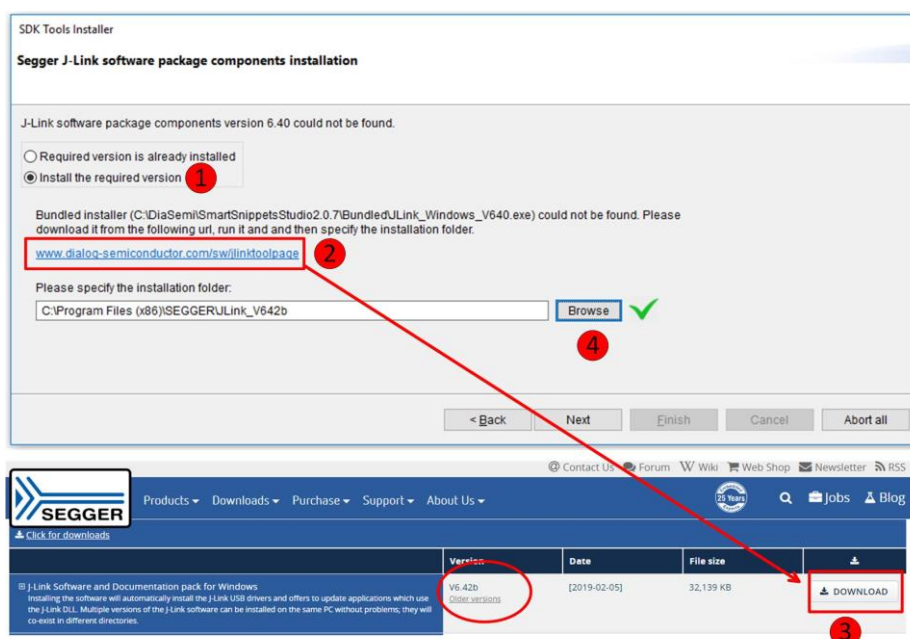 SDK Tools Installer
Segger J-Link software package components installation
J-Link software package components version 6.40 could not be found.
Required version is already installed
Install the required version
1
Bundled installer (C:\DiaSemi\SmartSnippetsStudio2.0.7\Bundled\JLink_Windows_V640.exe) could not be found. Please
download it from the following url, run it and and then specify the installation folder.
www.dialog-semiconductor.com/sw/jlinktoolpage
2
Please specify the installation folder:
C:\Program Files (x86)\SEGGER\JLink_V642b
Browse
4
< Back Next Finish Cancel Abort all
Contact Us Forum W Wiki Web Shop Newsletter RSS
SEGGER
Products Downloads Purchase Support About Us
25 Years
Jobs Blog
Click for downloads
Version Date File size
J-Link Software and Documentation pack for Windows
Installing the software will automatically install the J-Link USB drivers and offers to update applications which use
the J-Link DLL. Multiple versions of the J-Link software can be installed on the same PC without problems; they will
co-exist in different directories.
V6.42b
Older versions
[2019-02-05]
32,139 KB
DOWNLOAD
3